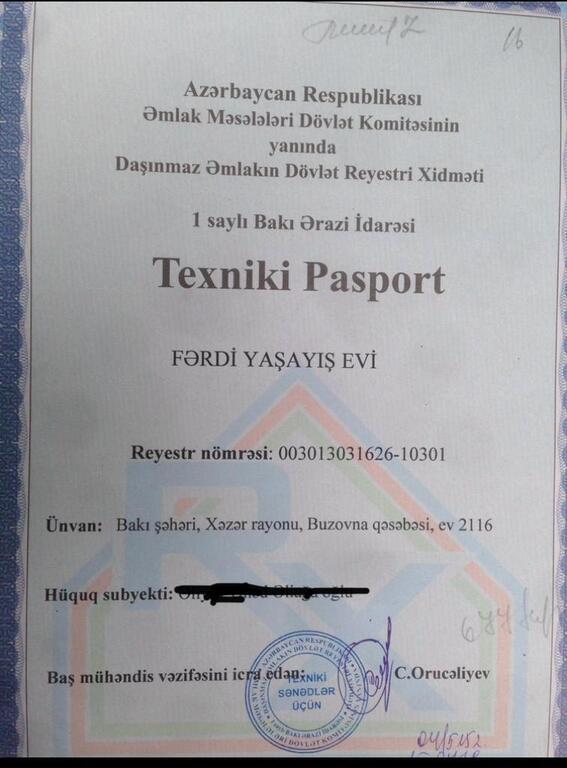 16
Azərbaycan Respublikası
Əmlak Məsələləri Dövlət Komitəsinin
yanında
Daşınmaz Əmlakın Dövlət Reyestri Xidməti
1 saylı Bakı Ərazi İdarəsi
Texniki Pasport
FƏRDİ YAŞAYIŞ EVİ
Reyestr nömrəsi: 003013031626-10301
Ünvan: Bakı şəhəri, Xəzər rayonu, Buzovna qəsəbəsi, ev 2116
Hüquq subyekti:
Baş mühəndis vəzifəsini icra edən: C.Orucəliyev
TEXNİKİ
SƏNƏDLƏR
ÜÇÜN